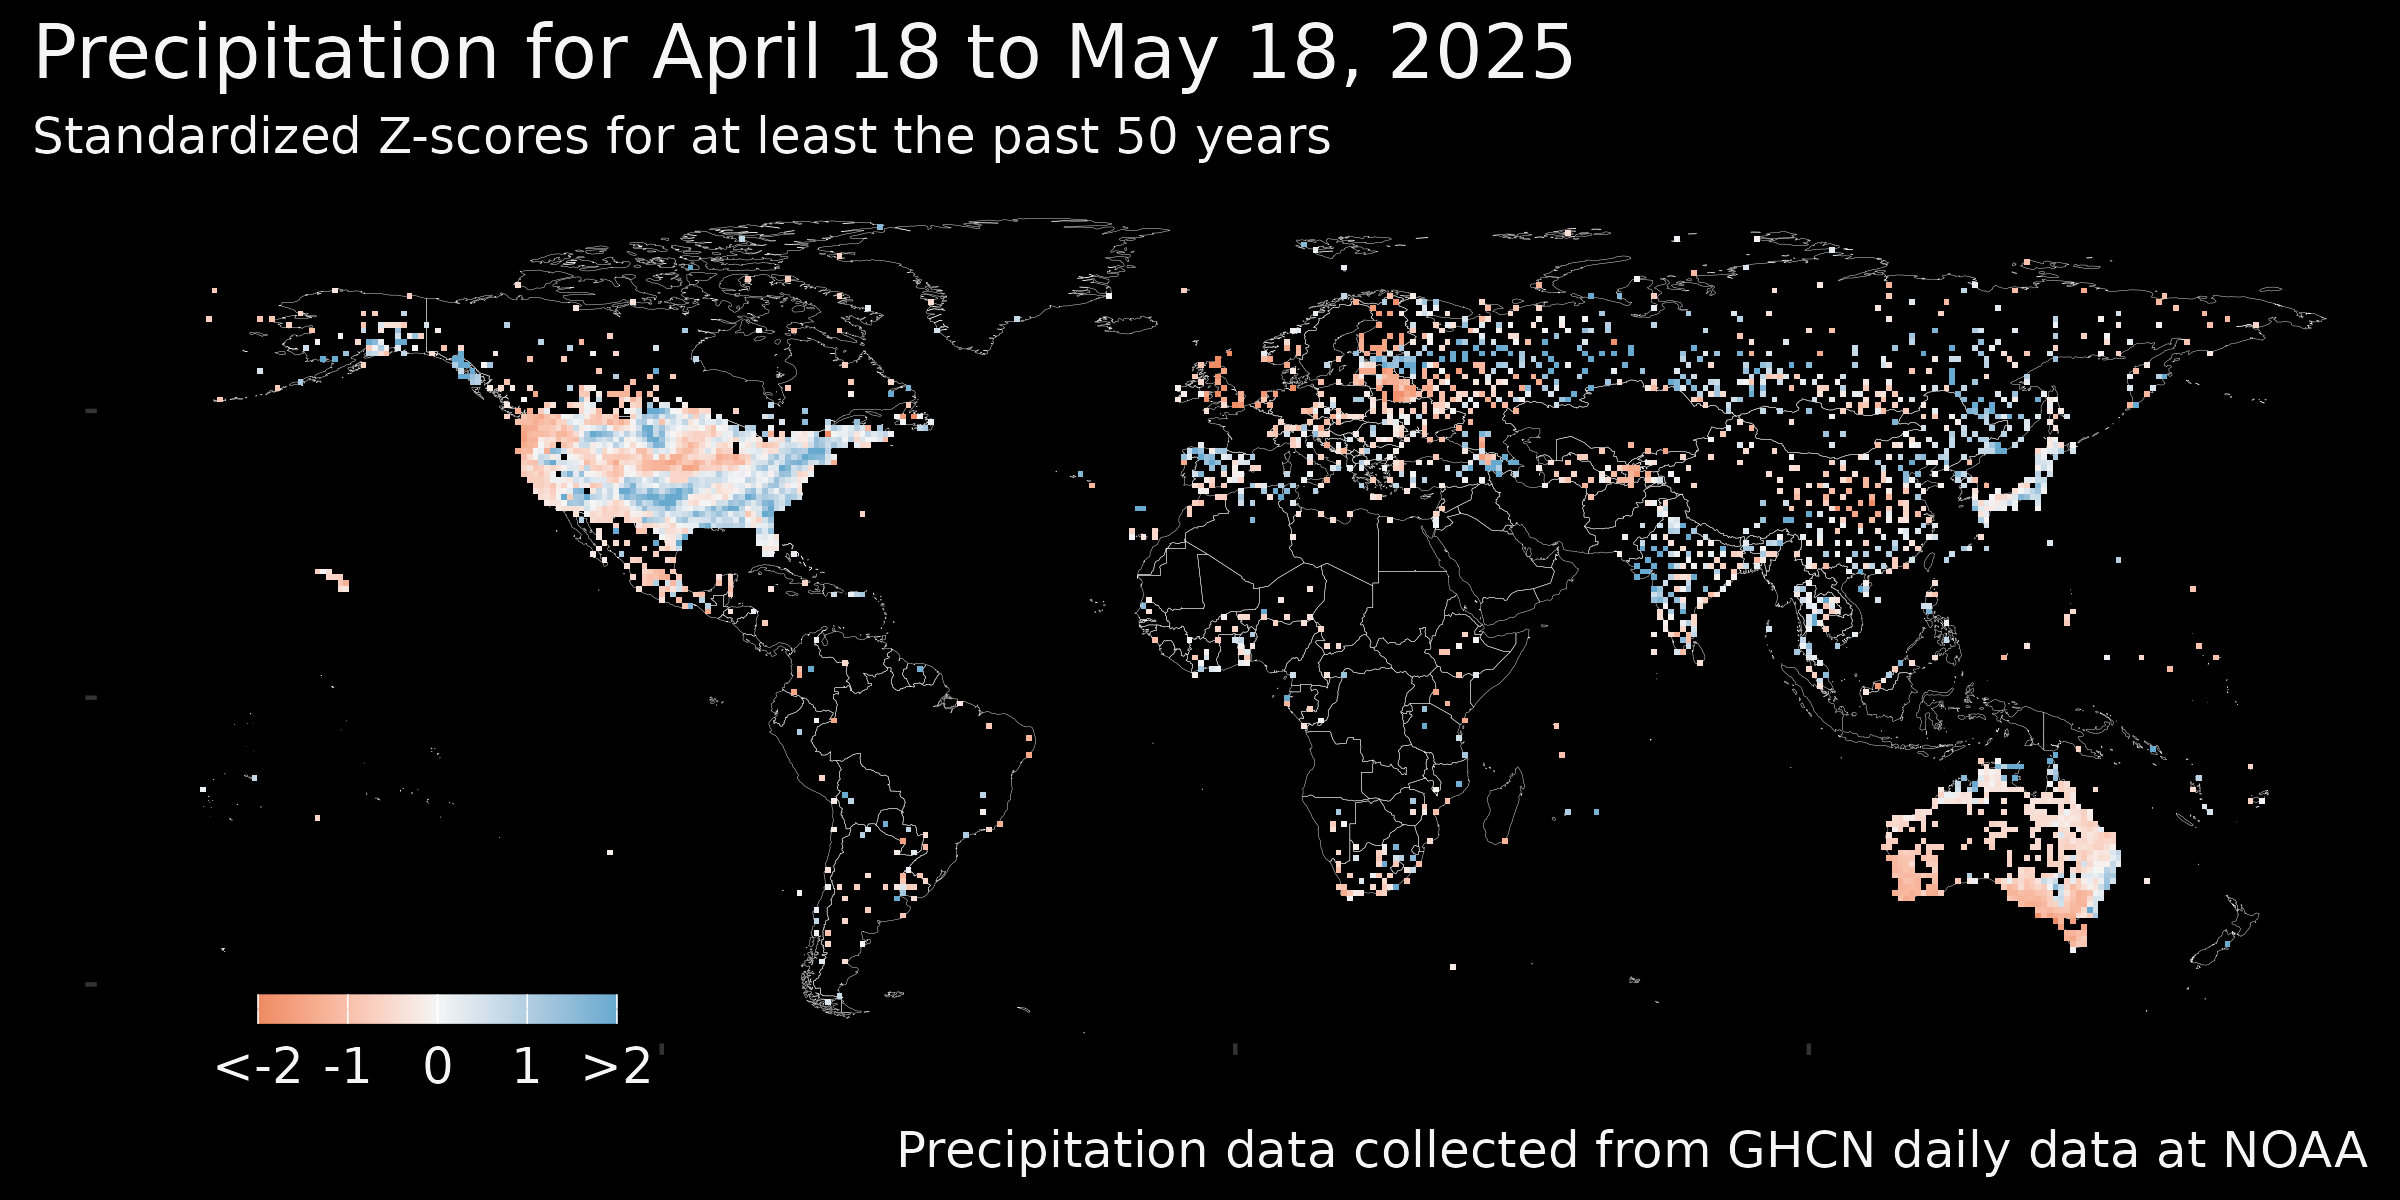 Precipitation for April 18 to May 18, 2025
Standardized Z-scores for at least the past 50 years
<-2 -1 0 1 >2
Precipitation data collected from GHCN daily data at NOAA